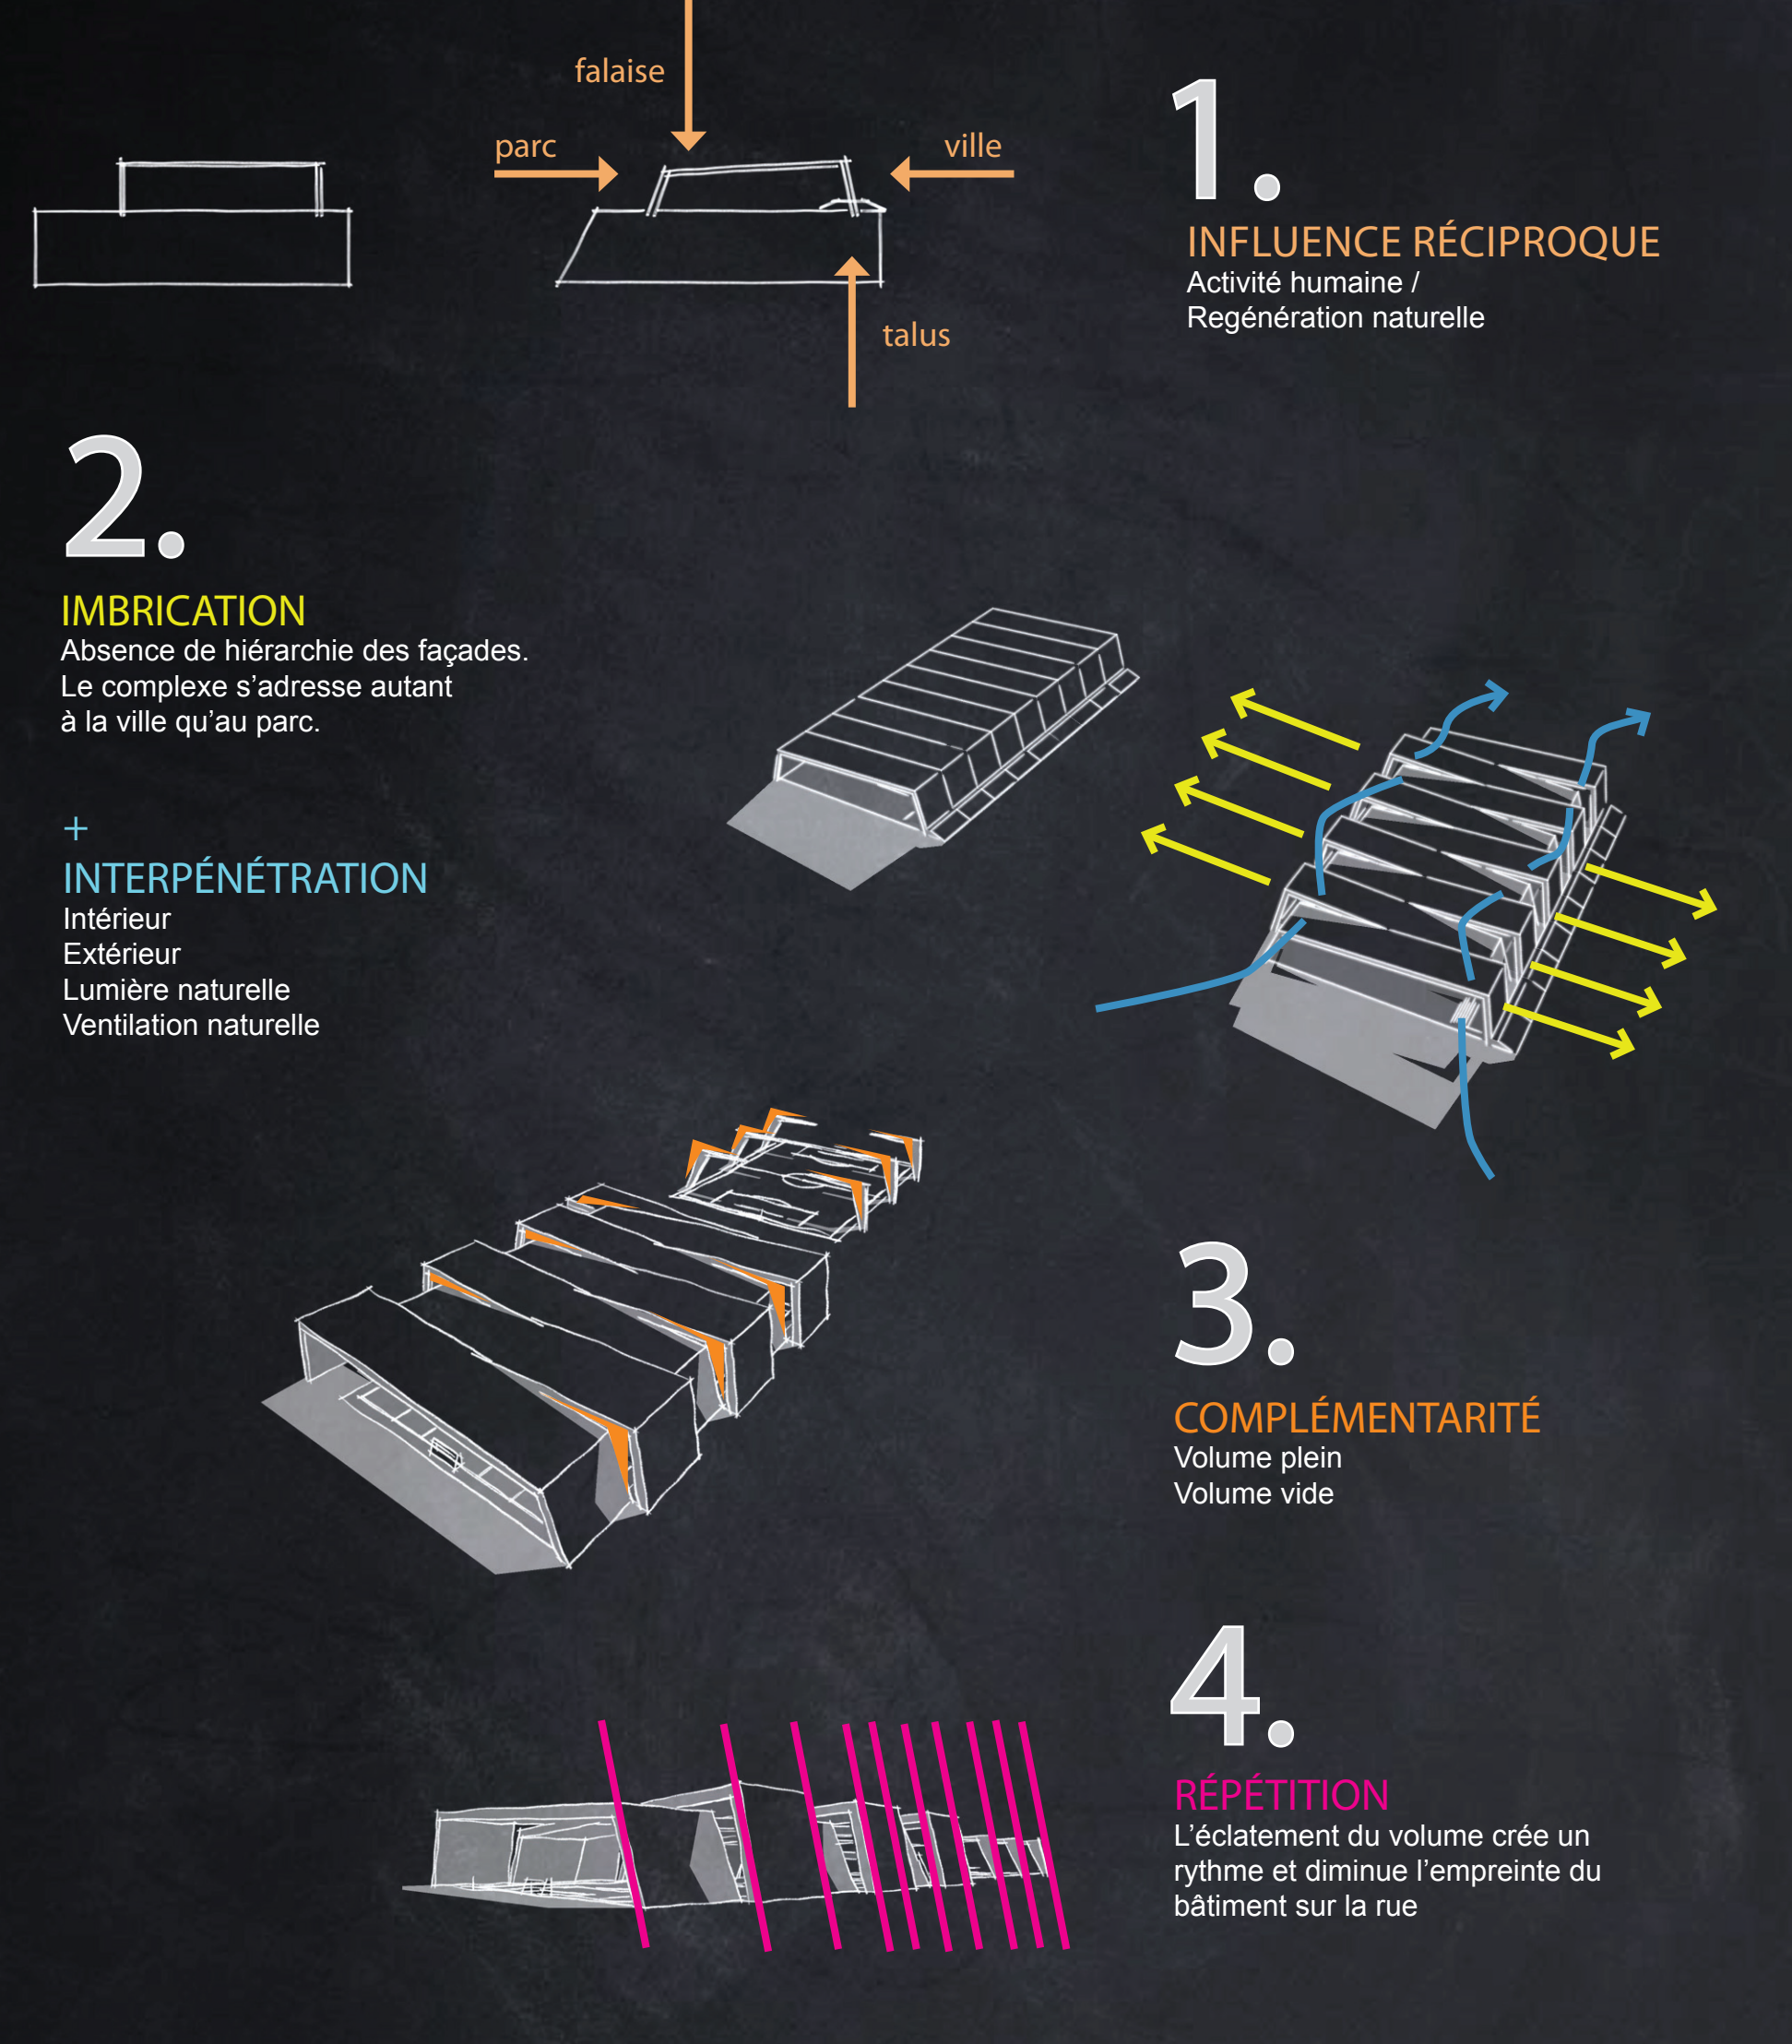 falaise
parc
ville
talus
1.
INFLUENCE RÉCIPROQUE
Activité humaine /
Regénération naturelle
2.
IMBRICATION
Absence de hiérarchie des façades.
Le complexe s’adresse autant
à la ville qu’au parc.
+
INTERPÉNÉTRATION
Intérieur
Extérieur
Lumière naturelle
Ventilation naturelle
3.
COMPLÉMENTARITÉ
Volume plein
Volume vide
4.
RÉPÉTITION
L’éclatement du volume crée un
rythme et diminue l’empreinte du
bâtiment sur la rue